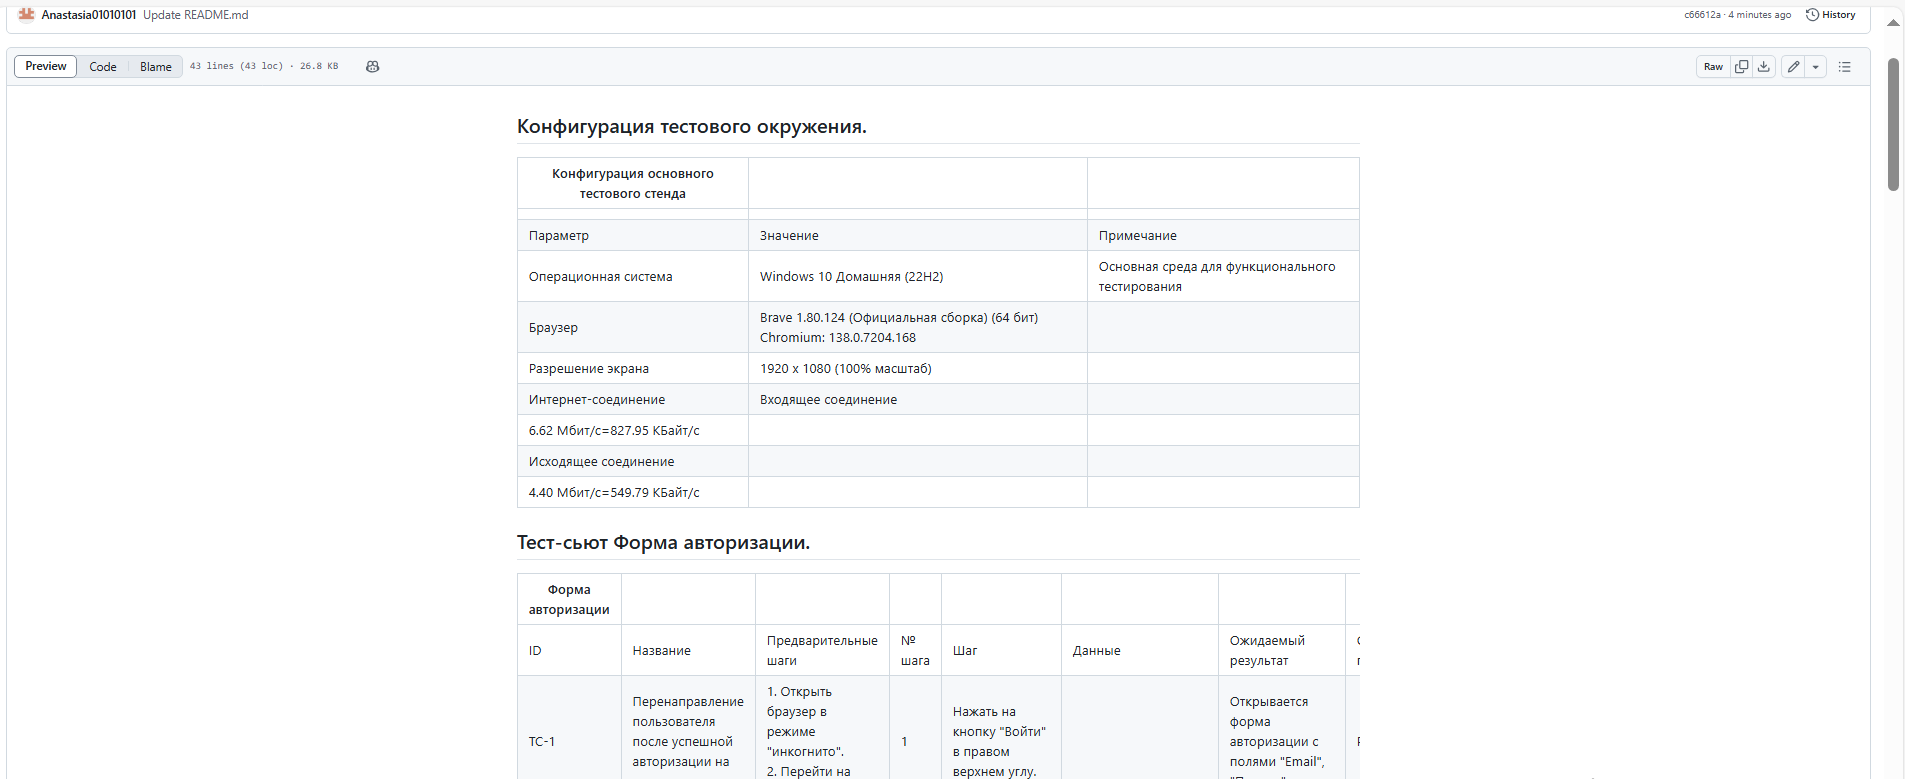 Anastasia01010101 Update README.md c66612a · 4 minutes ago History
Preview Code Blame 43 lines (43 loc) · 26.8 KB Raw
Конфигурация тестового окружения.
Конфигурация основного
тестового стенда
Параметр Значение Примечание
Операционная система Windows 10 Домашняя (22H2) Основная среда для функционального
тестирования
Браузер Brave 1.80.124 (Официальная сборка) (64 бит)
Chromium: 138.0.7204.168
Разрешение экрана 1920 x 1080 (100% масштаб)
Интернет-соединение Входящее соединение
6.62 Мбит/с=827.95 КБайт/с
Исходящее соединение
4.40 Мбит/с=549.79 КБайт/с
Тест-сьют Форма авторизации.
Форма
авторизации
ID Название Предварительные
шаги № 
шага Шаг Данные Ожидаемый
результат
TC-1 Перенаправление
пользователя
после успешной
авторизации на
1. Открыть
браузер в
режиме
"инкогнито".
2. Перейти на
1
Нажать на
кнопку "Войти"
в правом
верхнем углу.
Открывается
форма
авторизации с
полями "Email",